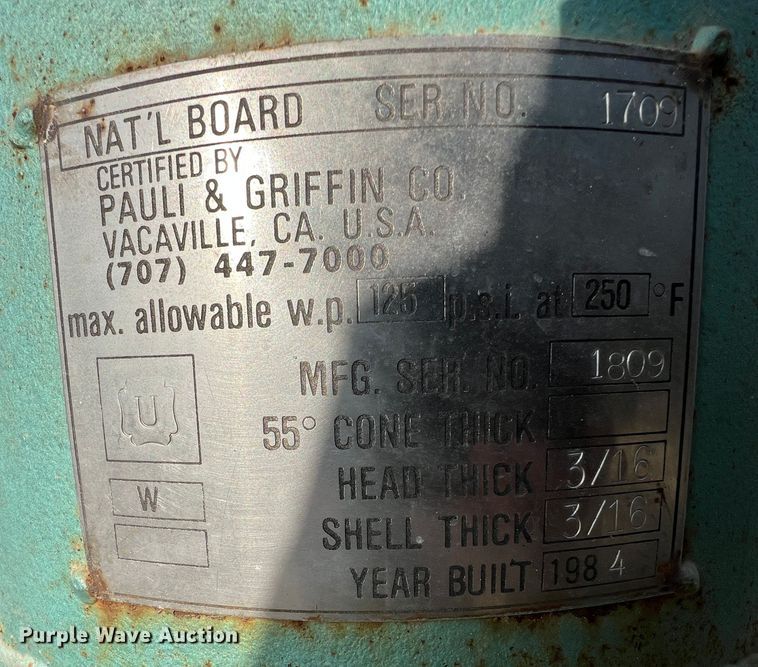 NAT'L BOARD SER. NO. 1709
CERTIFIED BY
PAULI & GRIFFIN CO.
VACAVILLE, CA. U.S.A.
(707) 447-7000
max. allowable w.p. 125 p.s.i. at 250 °F
U
MFG. SER. NO. 1809
55° CONE THICK
HEAD THICK 3/16
W
SHELL THICK 3/16
YEAR BUILT 1984
Purple Wave Auction